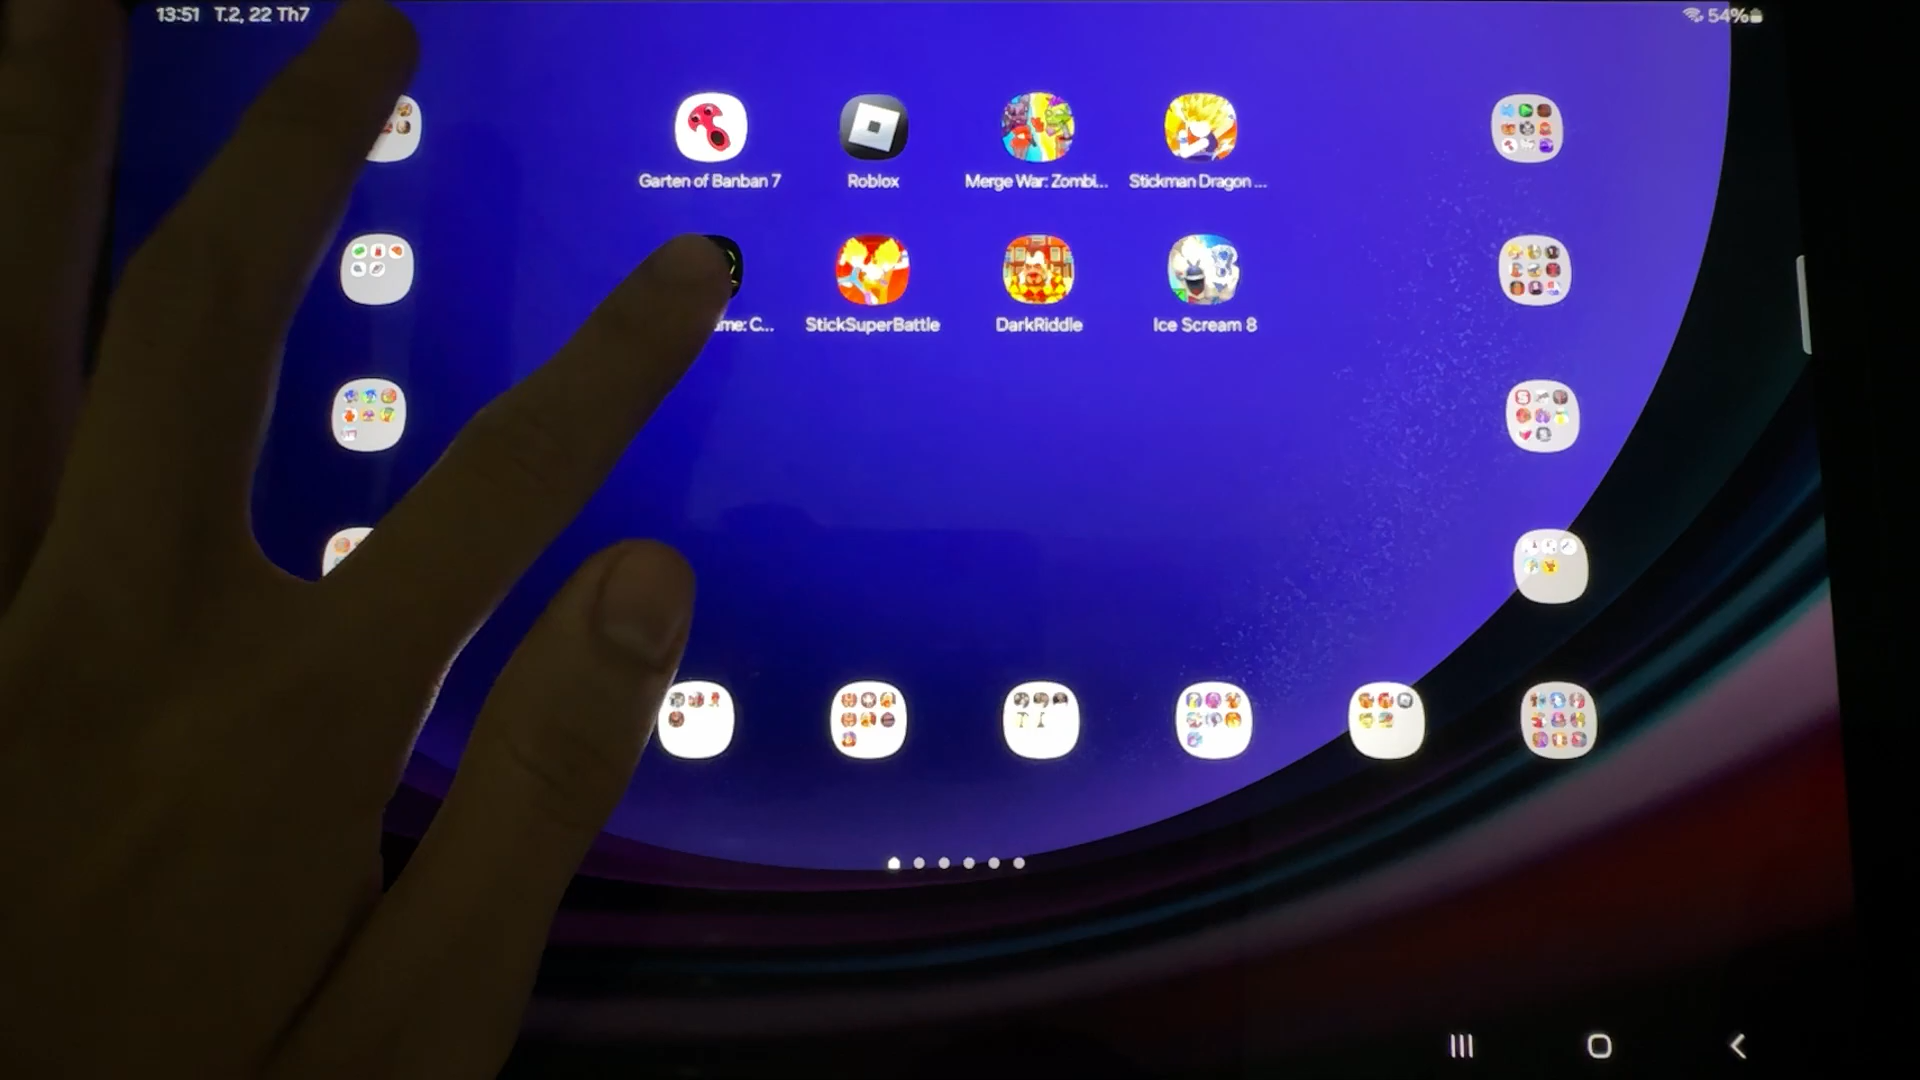 13:51 T.2, 22 Th7
54%
Garten of Banban 7
Roblox
Merge War: Zombi...
Stickman Dragon ...
ame: C...
StickSuperBattle
DarkRiddle
Ice Scream 8